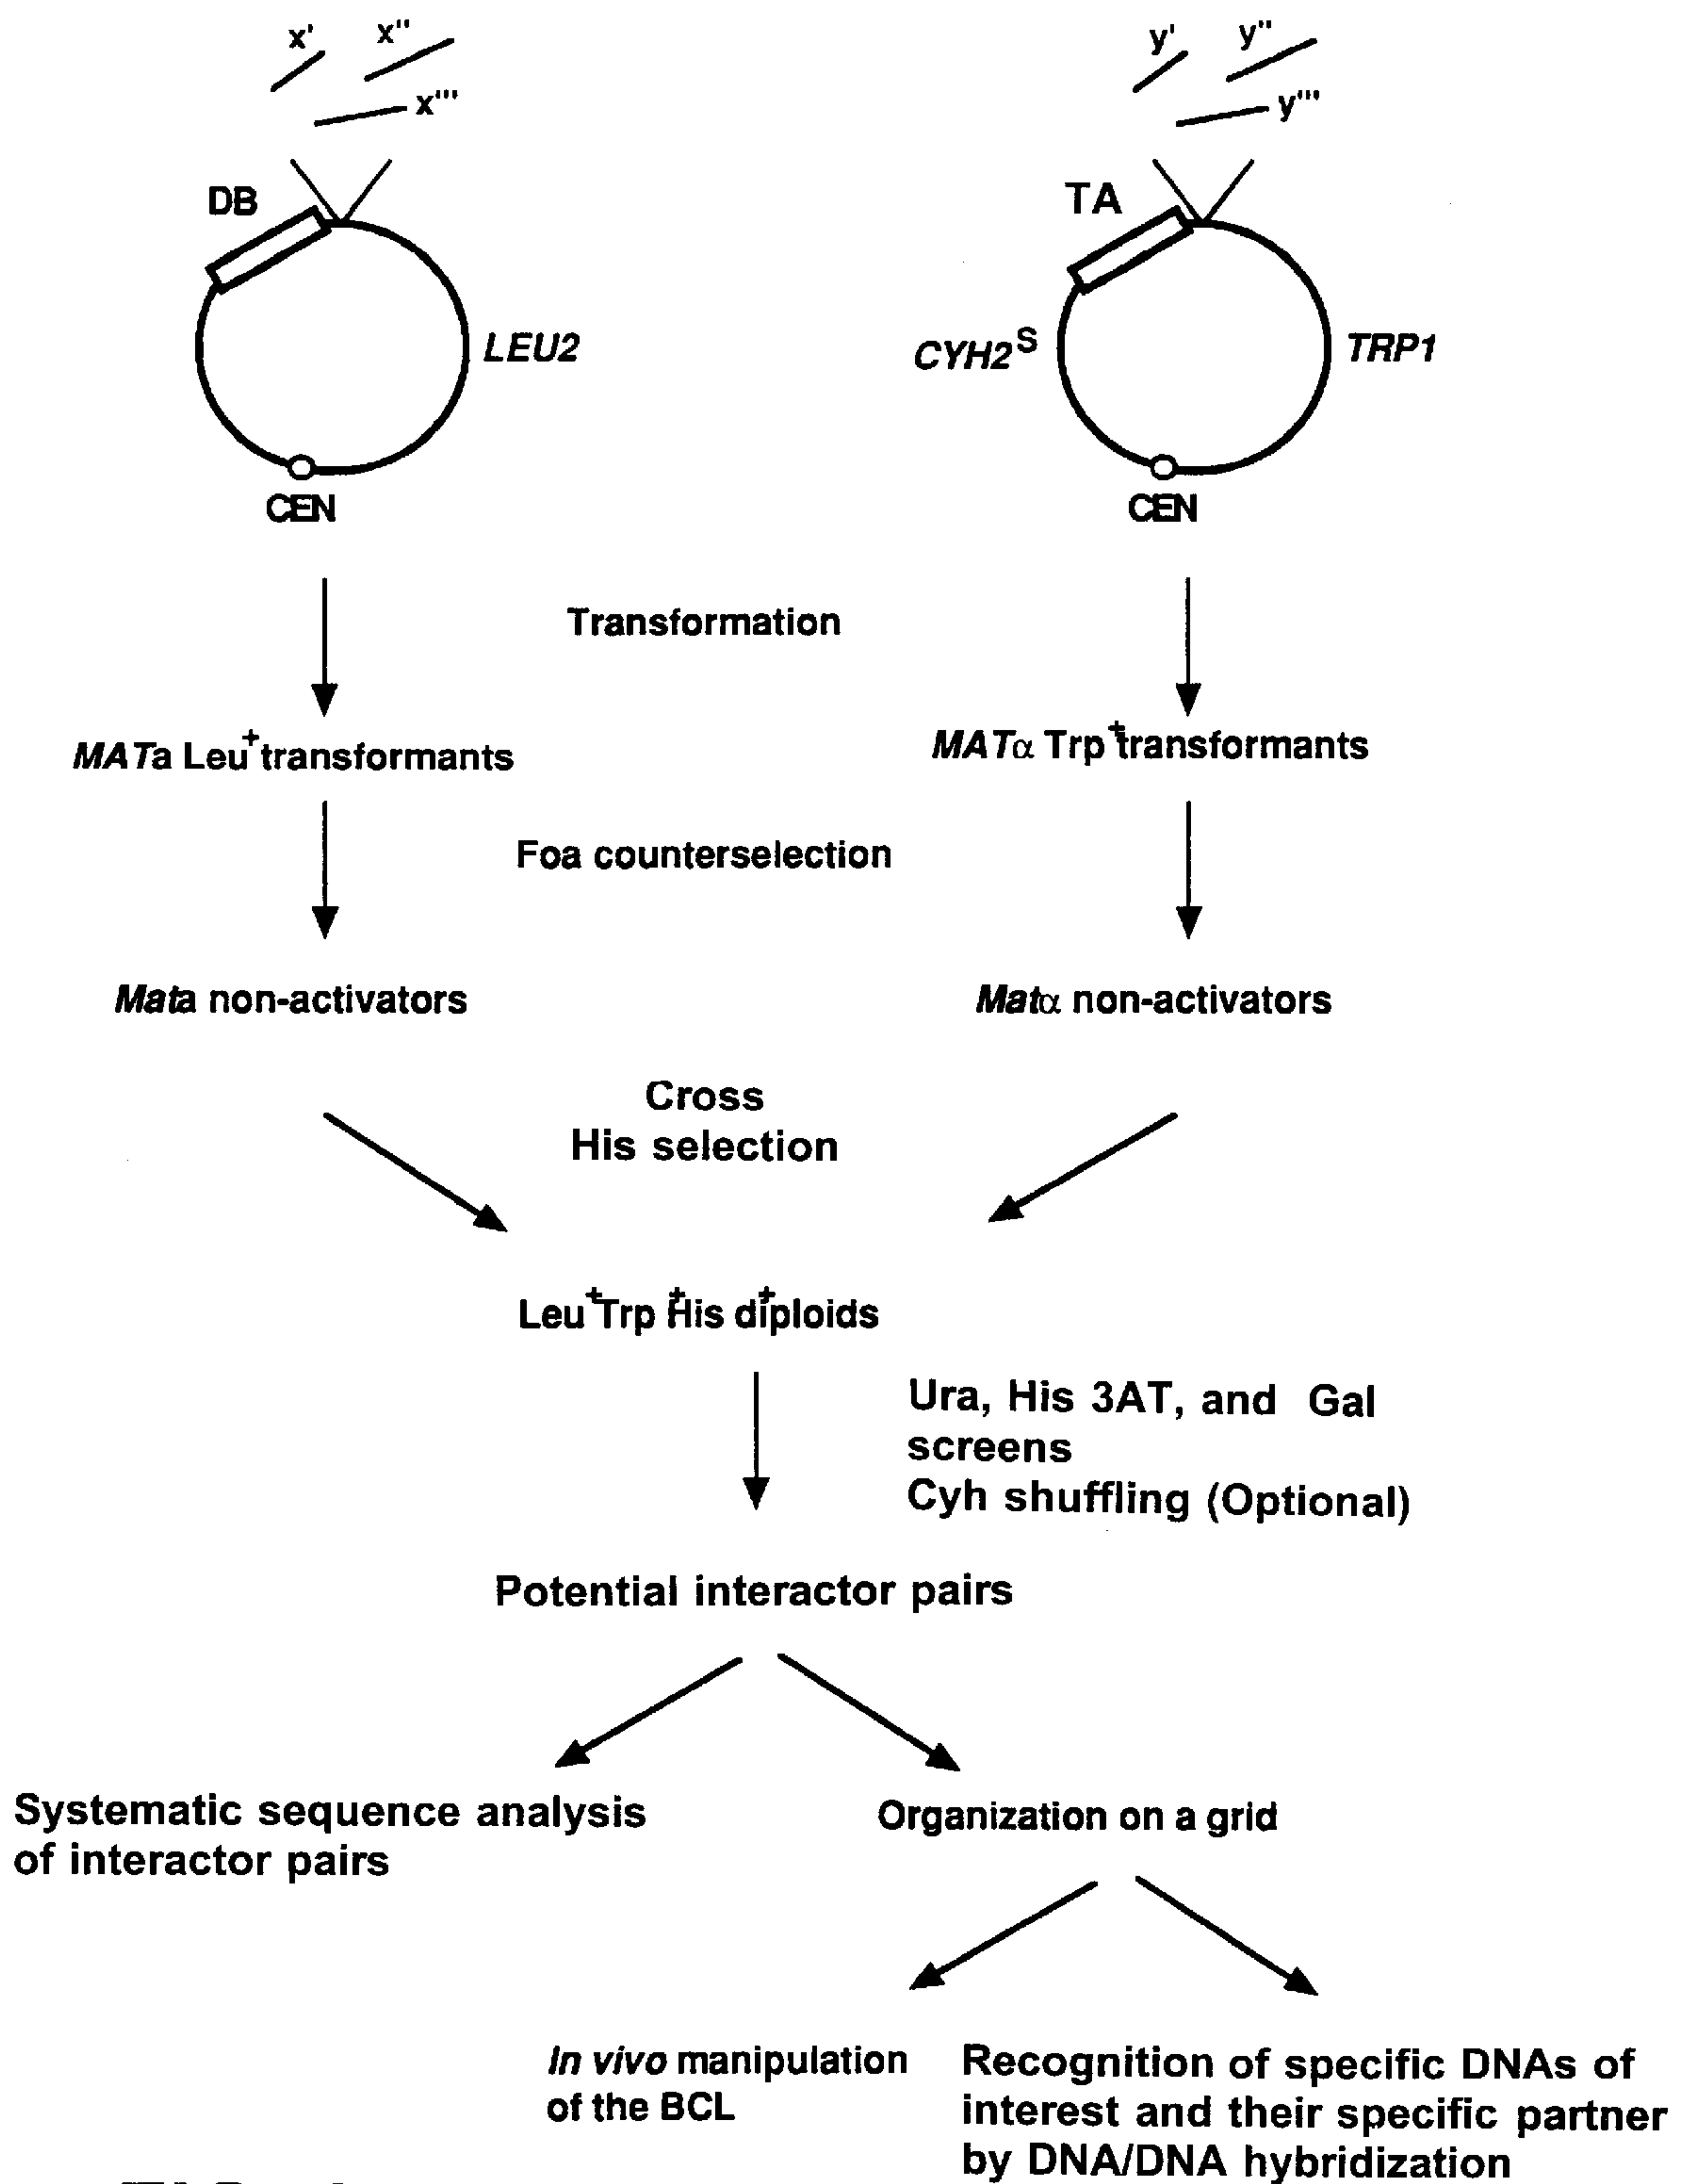 x' x''
x'''
y' y''
y'''
DB
TA
LEU2
CYH2S
TRP1
CEN
CEN
Transformation
MATa Leu+ transformants
MATα Trp+ transformants
Foa counterselection
Mata non-activators
Matα non-activators
Cross
His selection
Leu+ Trp+ His+ diploids
Ura, His 3AT, and Gal
screens
Cyh shuffling (Optional)
Potential interactor pairs
Systematic sequence analysis
of interactor pairs
Organization on a grid
In vivo manipulation
of the BCL
Recognition of specific DNAs of
interest and their specific partner
by DNA/DNA hybridization